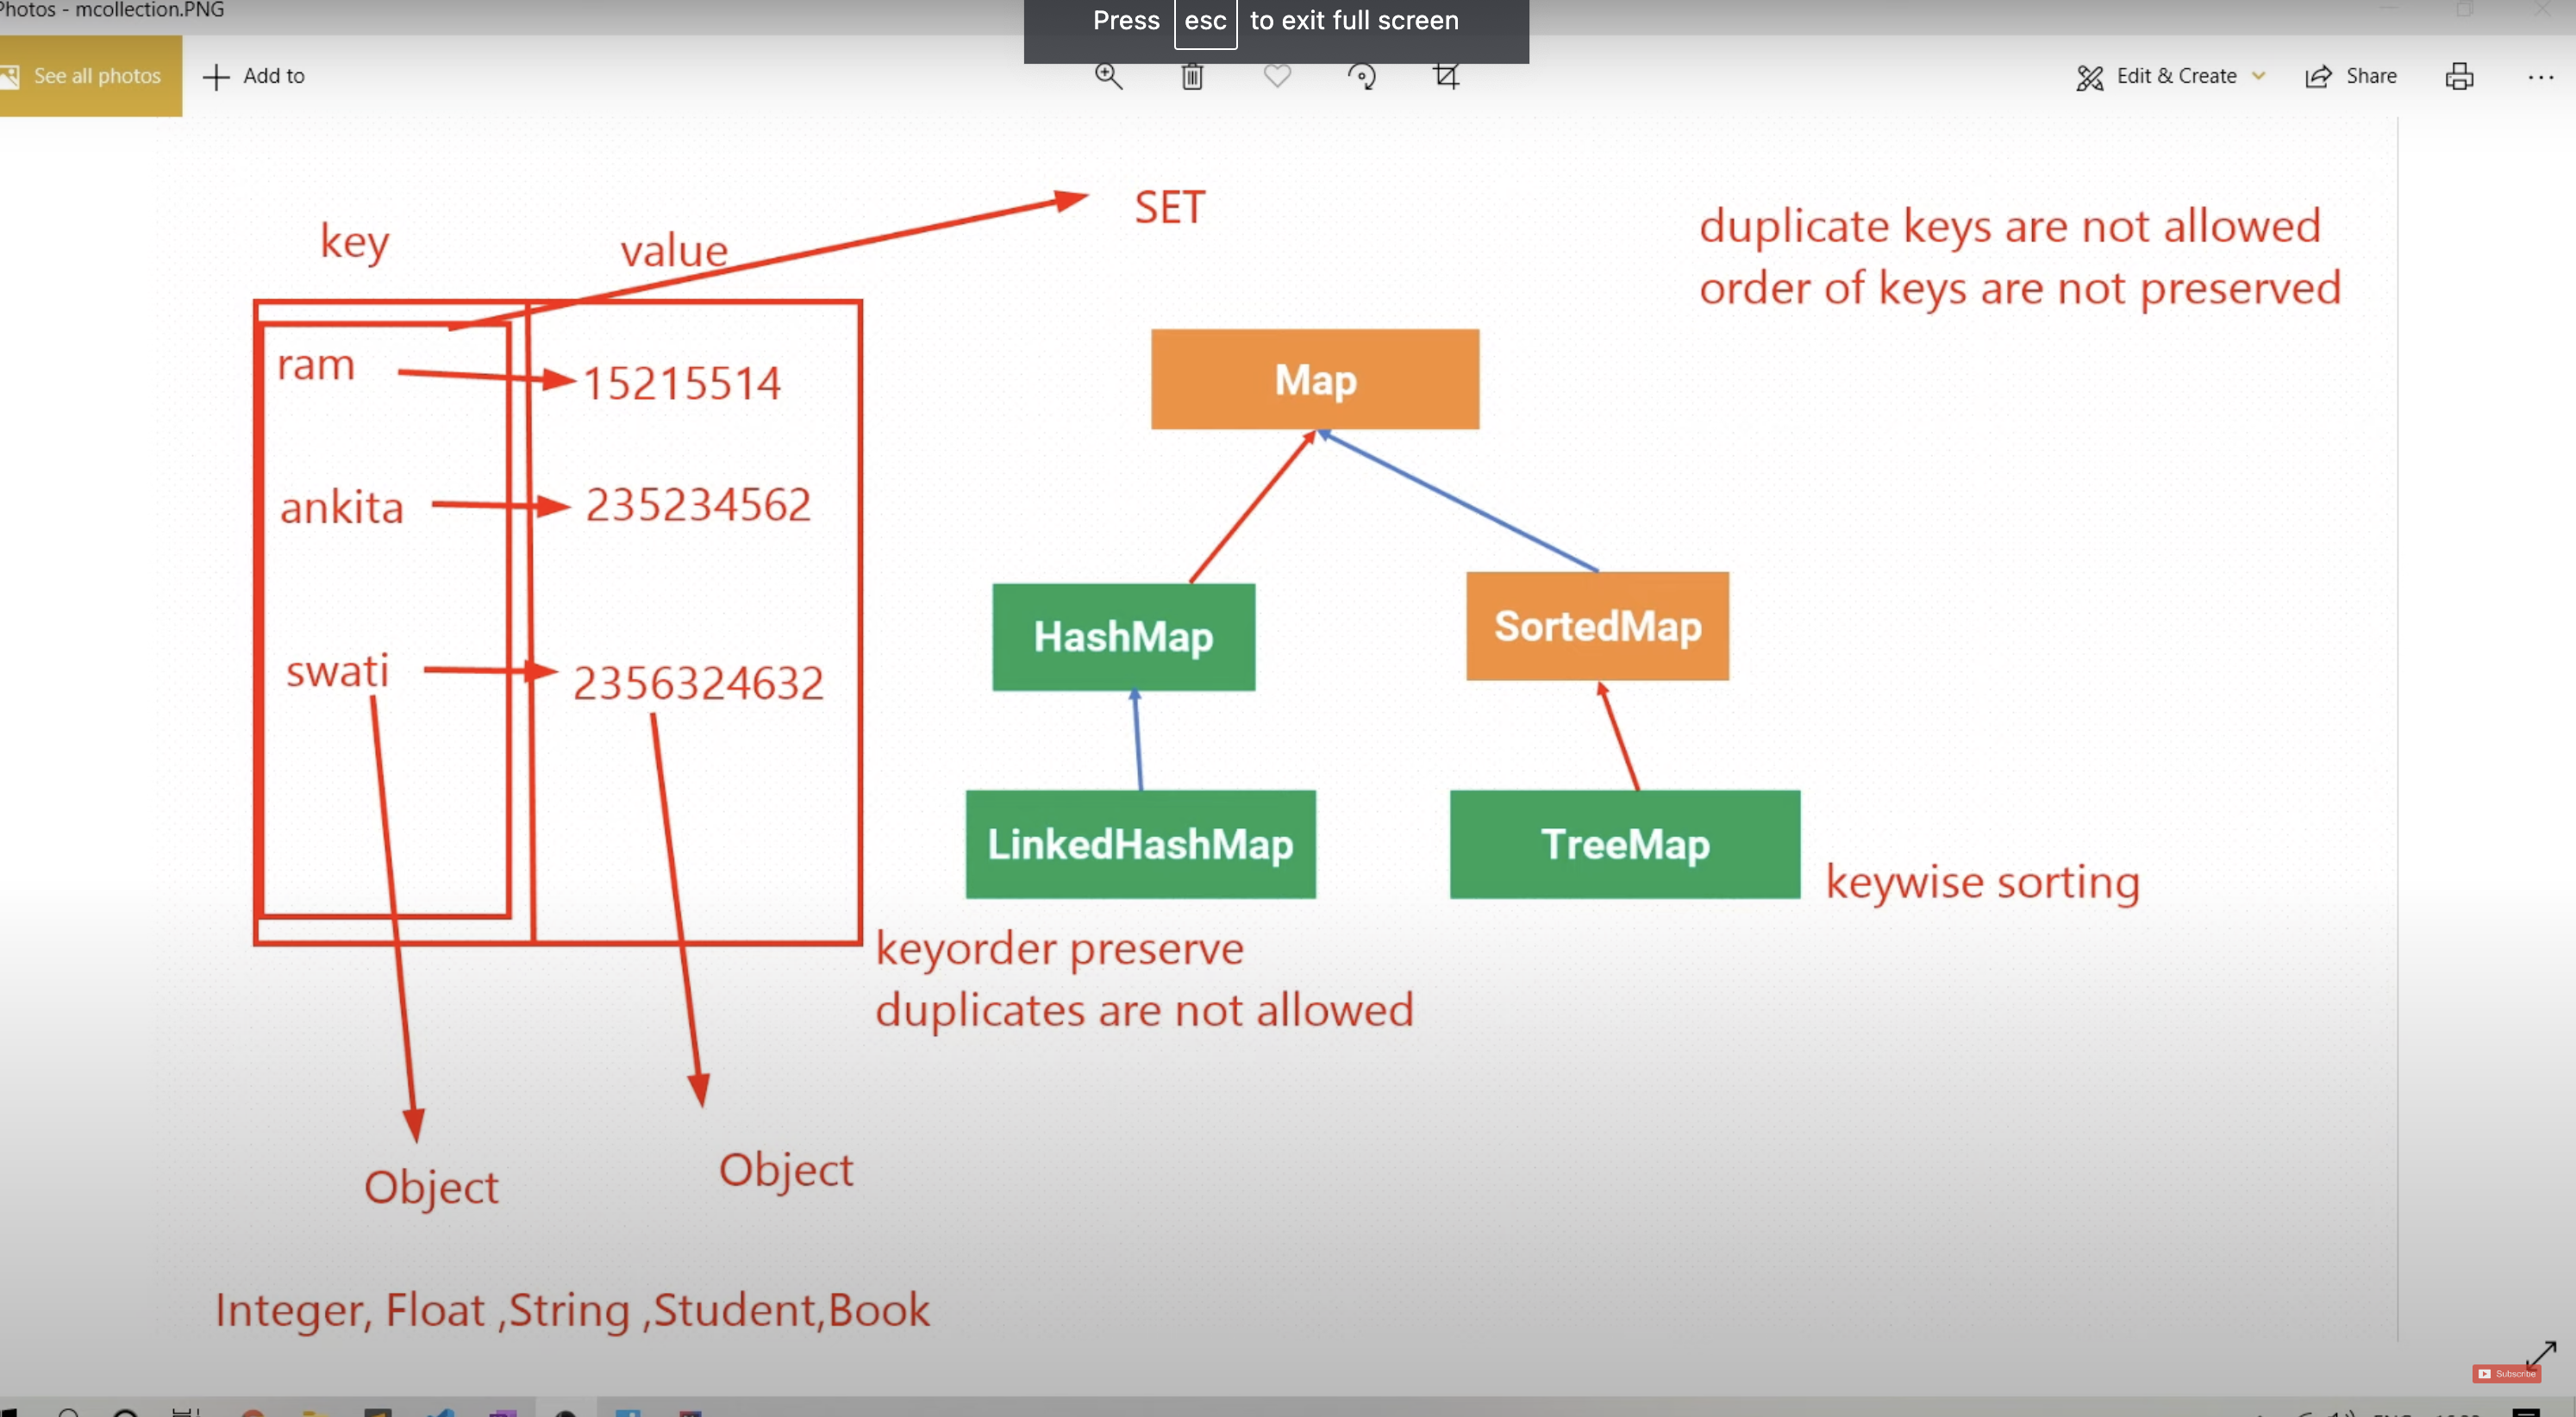 Photos - mcollection.PNG
Press esc to exit full screen
See all photos
Add to
Edit & Create
Share
SET
key
value
duplicate keys are not allowed
order of keys are not preserved
ram
15215514
Map
ankita
235234562
HashMap
SortedMap
swati
2356324632
LinkedHashMap
TreeMap
keywise sorting
keyorder preserve
duplicates are not allowed
Object
Object
Integer, Float ,String ,Student,Book
Subscribe